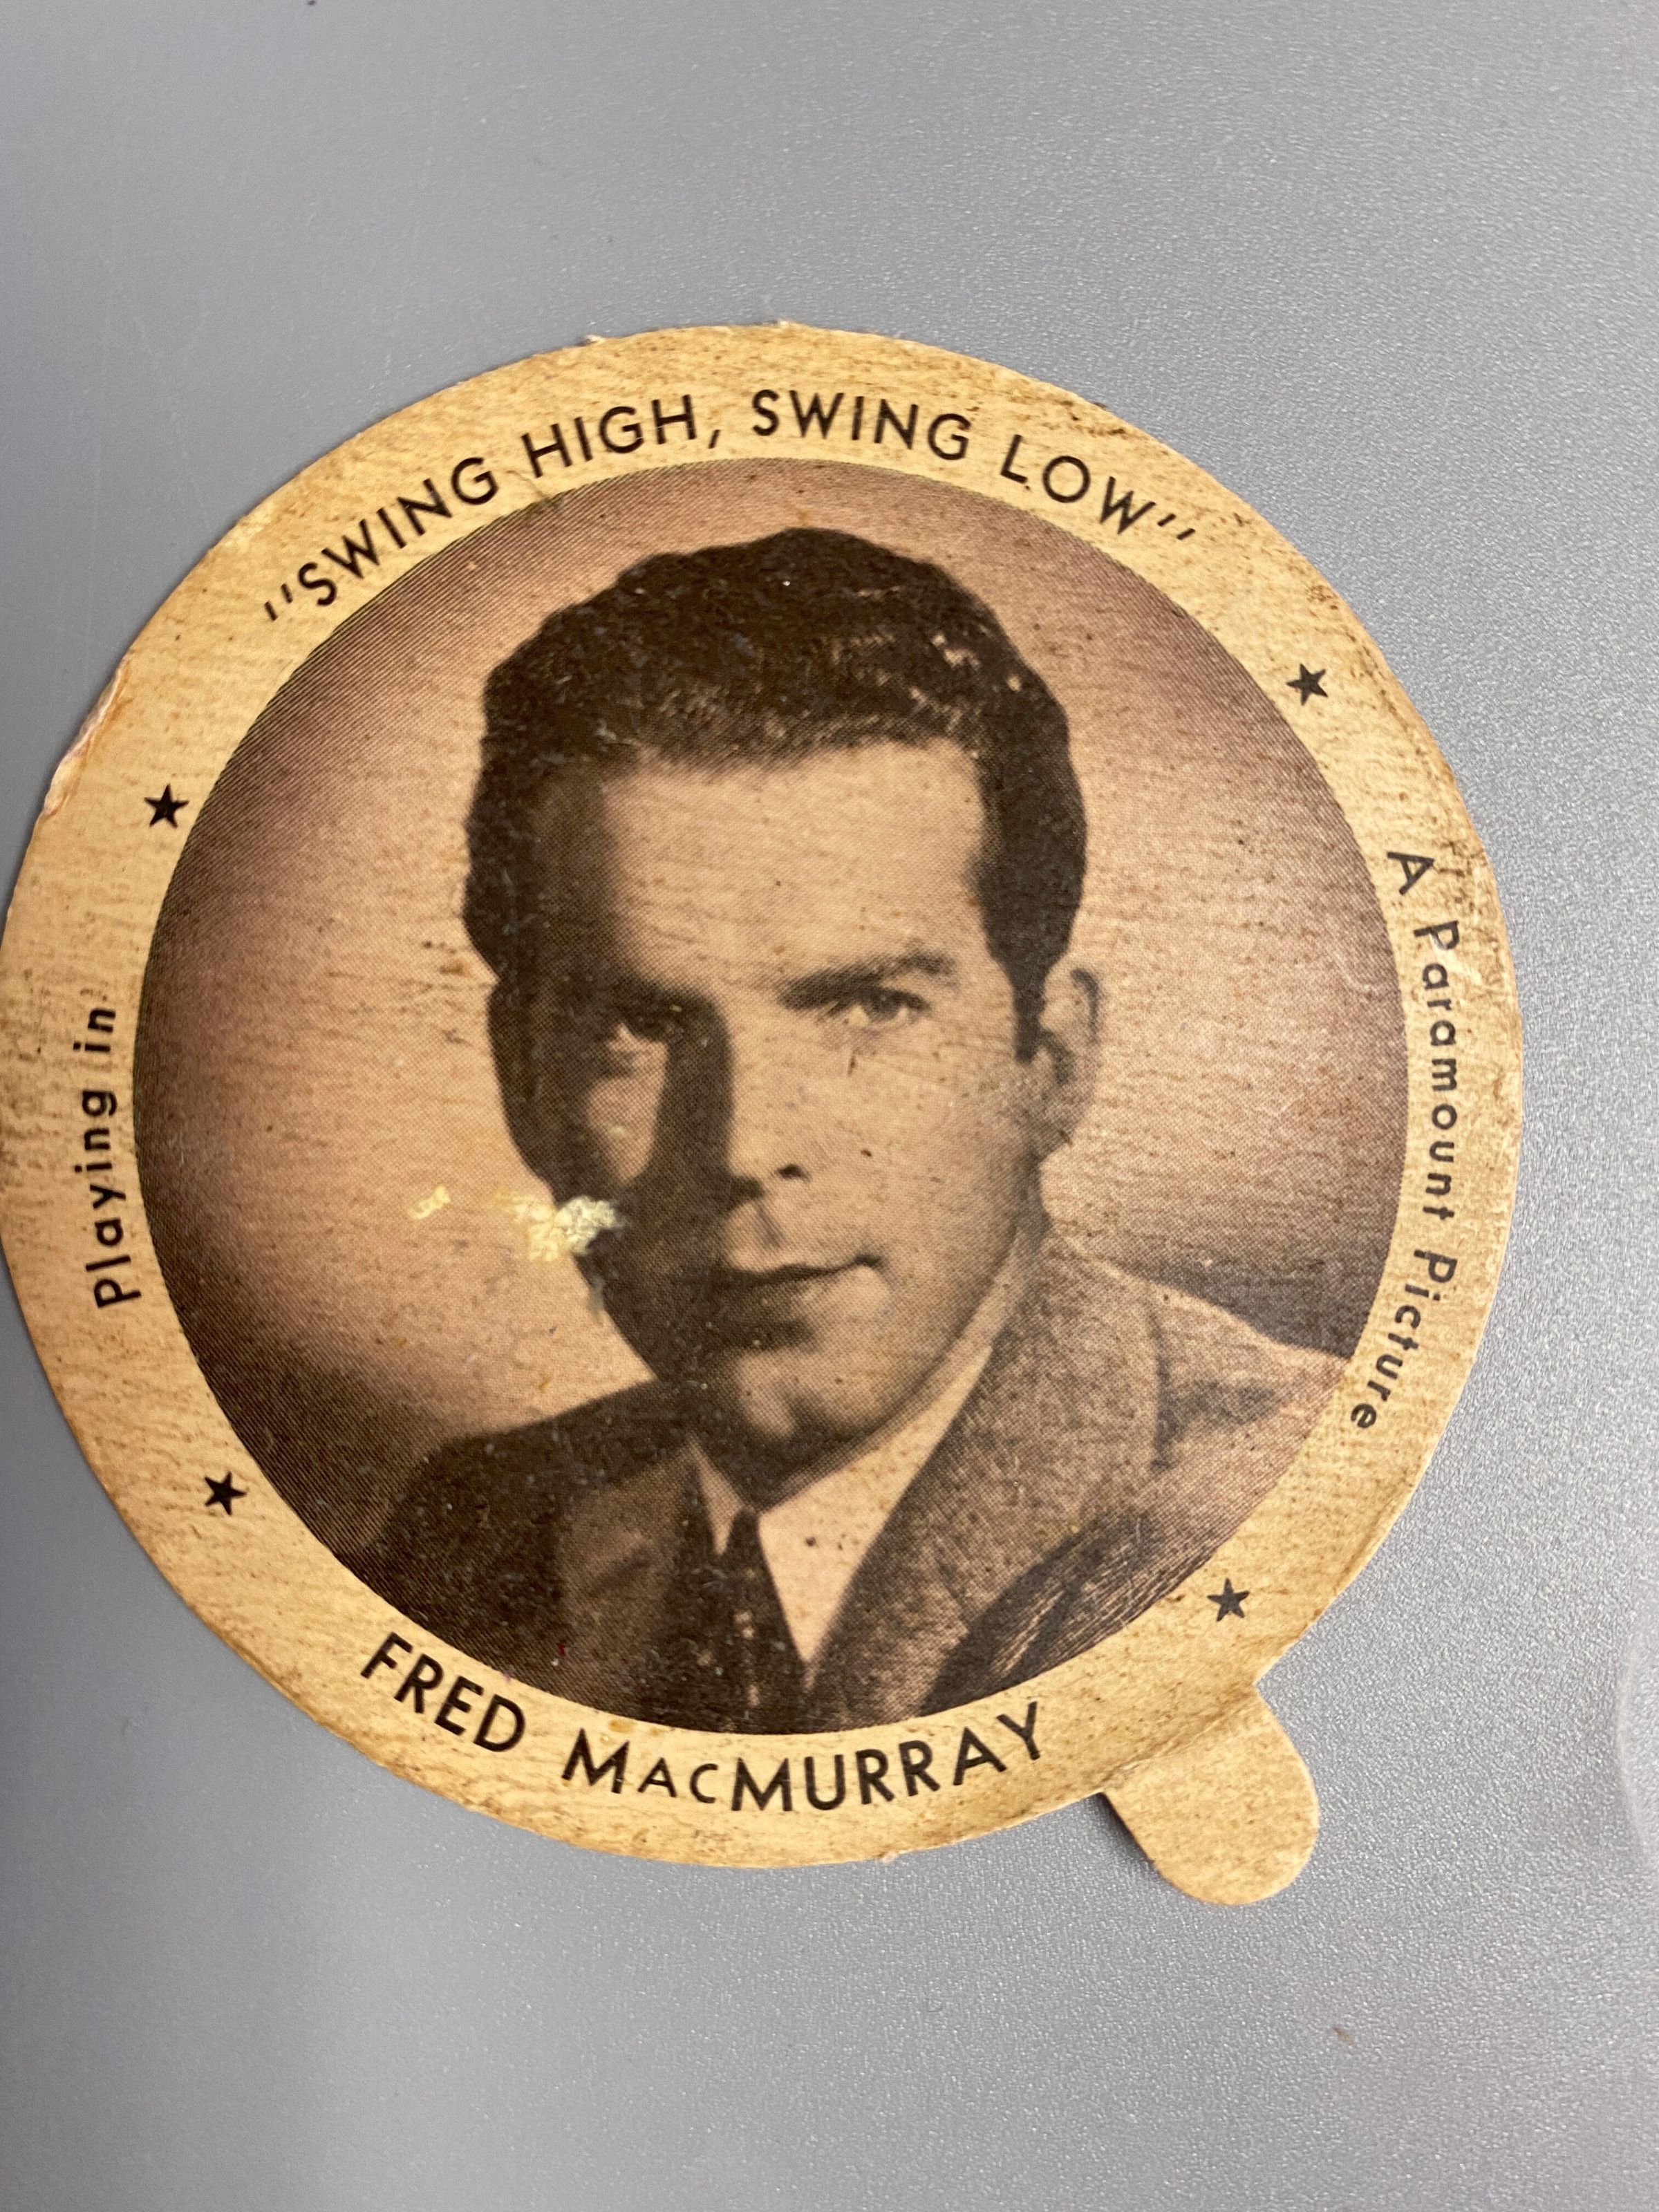 Playing in
"SWING HIGH, SWING LOW"
A Paramount Picture
FRED MACMURRAY